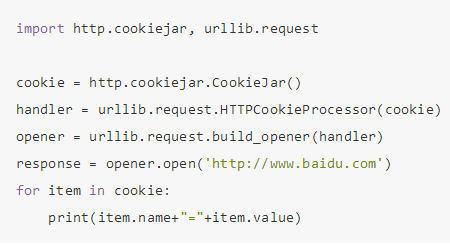 import http.cookiejar, urllib.request
cookie = http.cookiejar.CookieJar()
handler = urllib.request.HTTPCookieProcessor(cookie)
opener = urllib.request.build_opener(handler)
response = opener.open('http://www.baidu.com')
for item in cookie:
    print(item.name+"="+item.value)